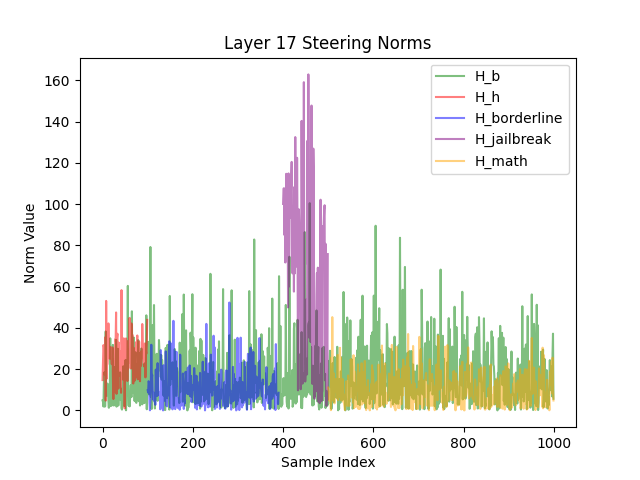 Layer 17 Steering Norms
H_b
H_h
H_borderline
H_jailbreak
H_math
Norm Value
160
140
120
100
80
60
40
20
0
0 200 400 600 800 1000
Sample Index